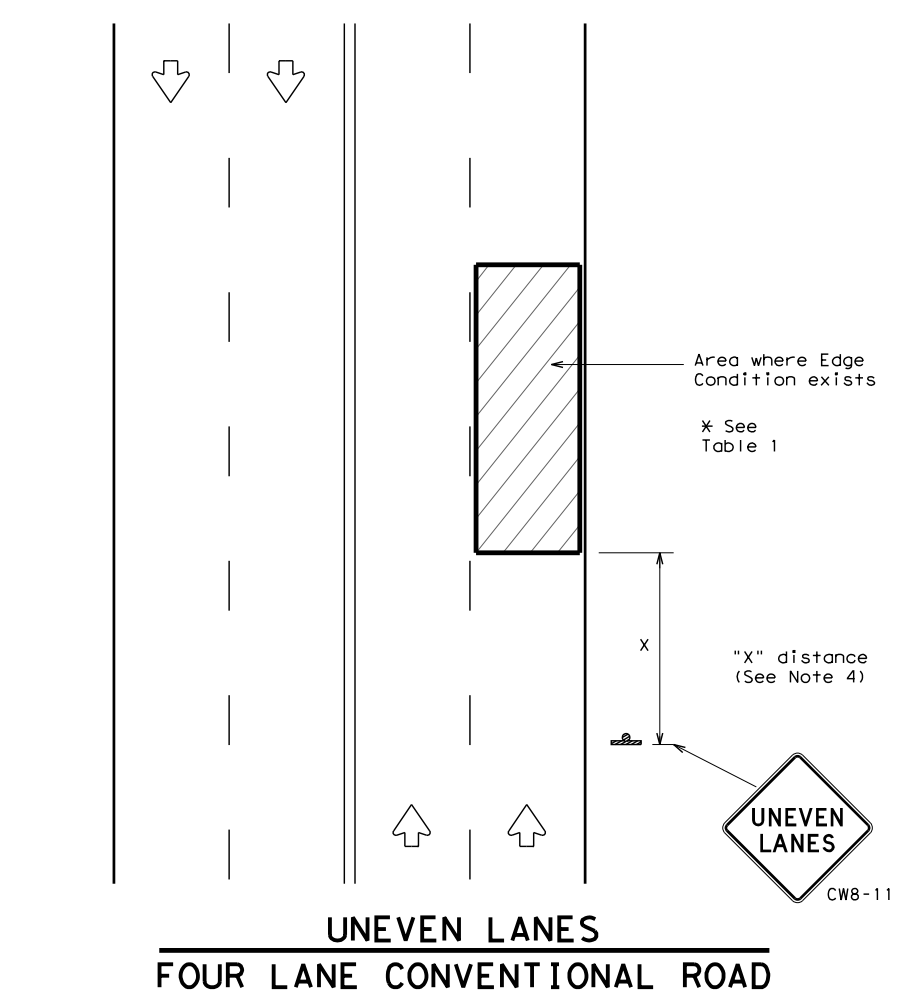 Area where Edge
Condition exists
* See
Table 1
X
"X" distance
(See Note 4)
UNEVEN
LANES
CW8-11
UNEVEN LANES
FOUR LANE CONVENTIONAL ROAD